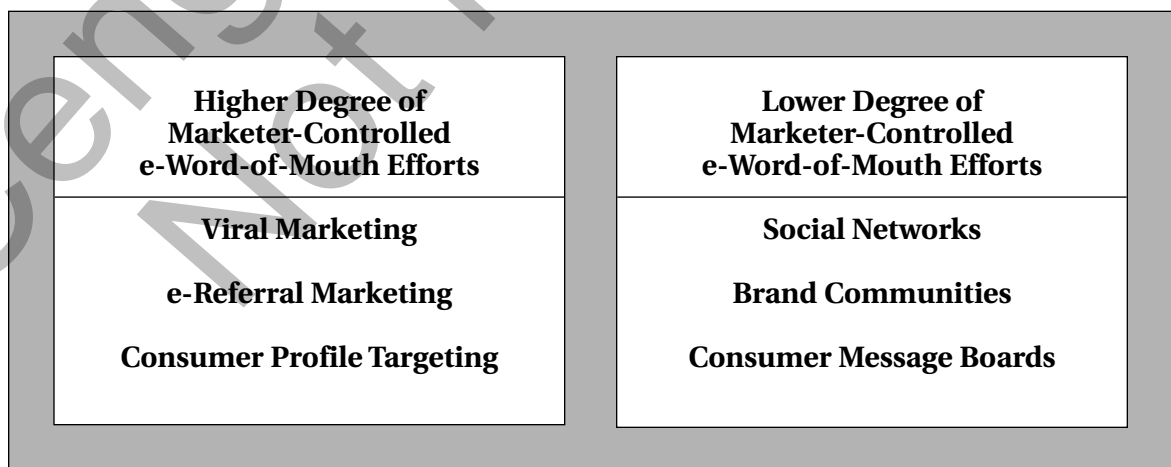 Higher Degree of
Marketer-Controlled
e-Word-of-Mouth Efforts
Viral Marketing
e-Referral Marketing
Consumer Profile Targeting
Lower Degree of
Marketer-Controlled
e-Word-of-Mouth Efforts
Social Networks
Brand Communities
Consumer Message Boards